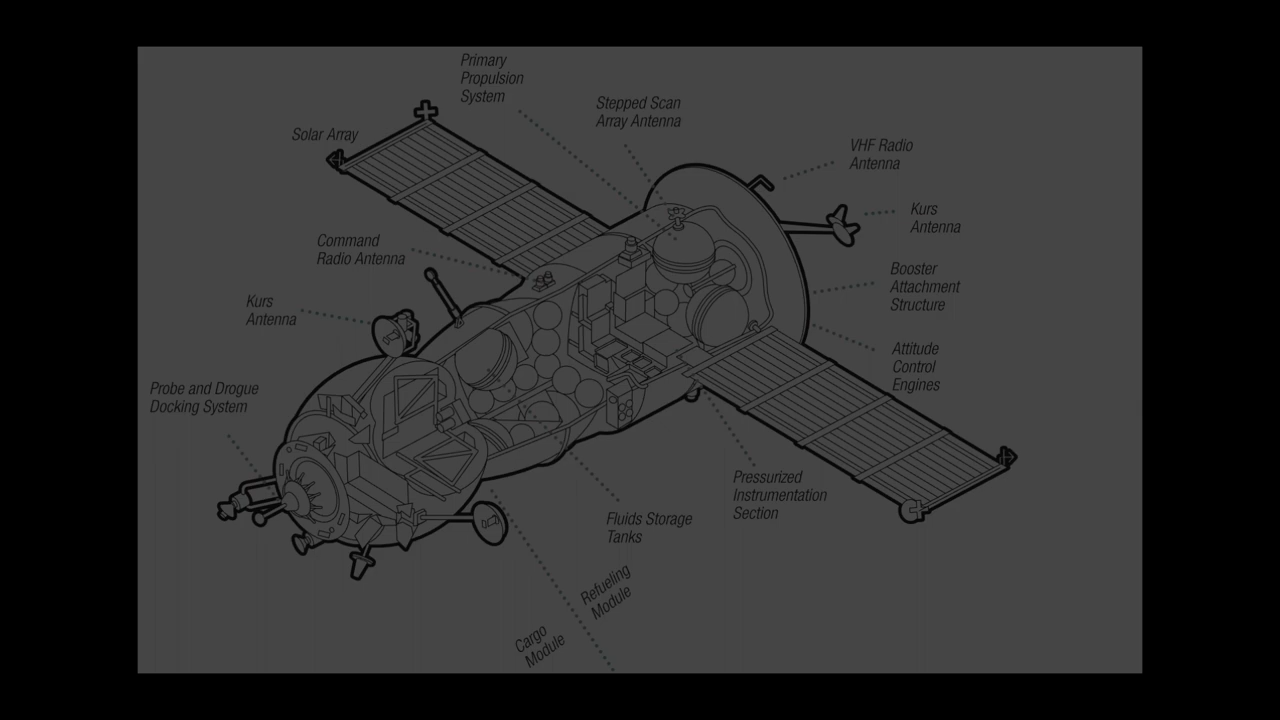 Primary
Propulsion
System
Stepped Scan
Array Antenna
Solar Array
VHF Radio
Antenna
Kurs
Antenna
Command
Radio Antenna
Booster
Attachment
Structure
Kurs
Antenna
Attitude
Control
Engines
Probe and Drogue
Docking System
Pressurized
Instrumentation
Section
Fluids Storage
Tanks
Refueling
Module
Cargo
Module